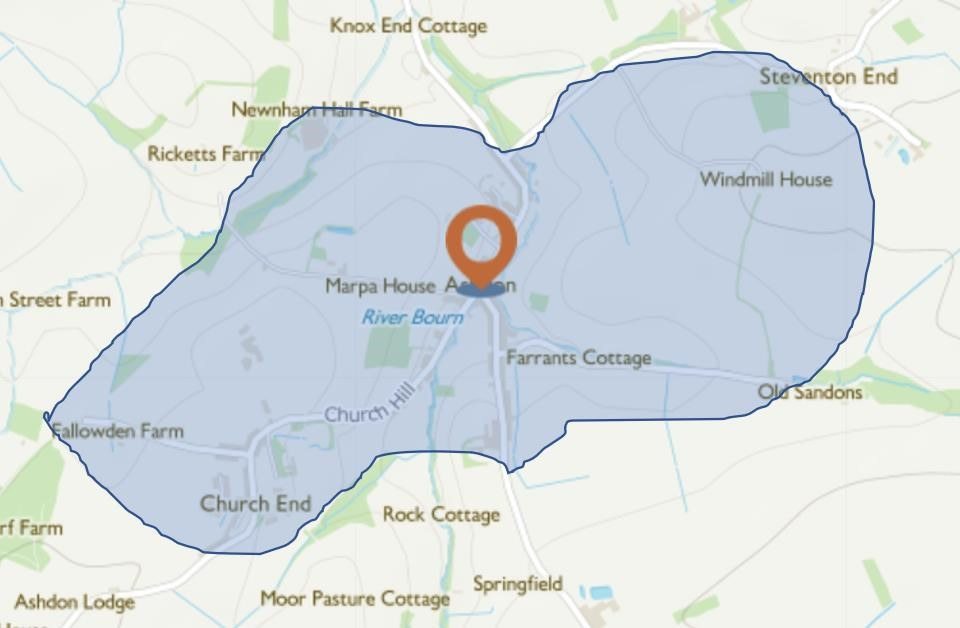 Knox End Cottage
Steventon End
Newnham Hall Farm
Ricketts Farm
Windmill House
Street Farm
Marpa House
River Bourn
Farrants Cottage
Old Sandons
Church Hill
Fallowden Farm
Church End
Rock Cottage
Farm
Springfield
Ashdon Lodge
Moor Pasture Cottage